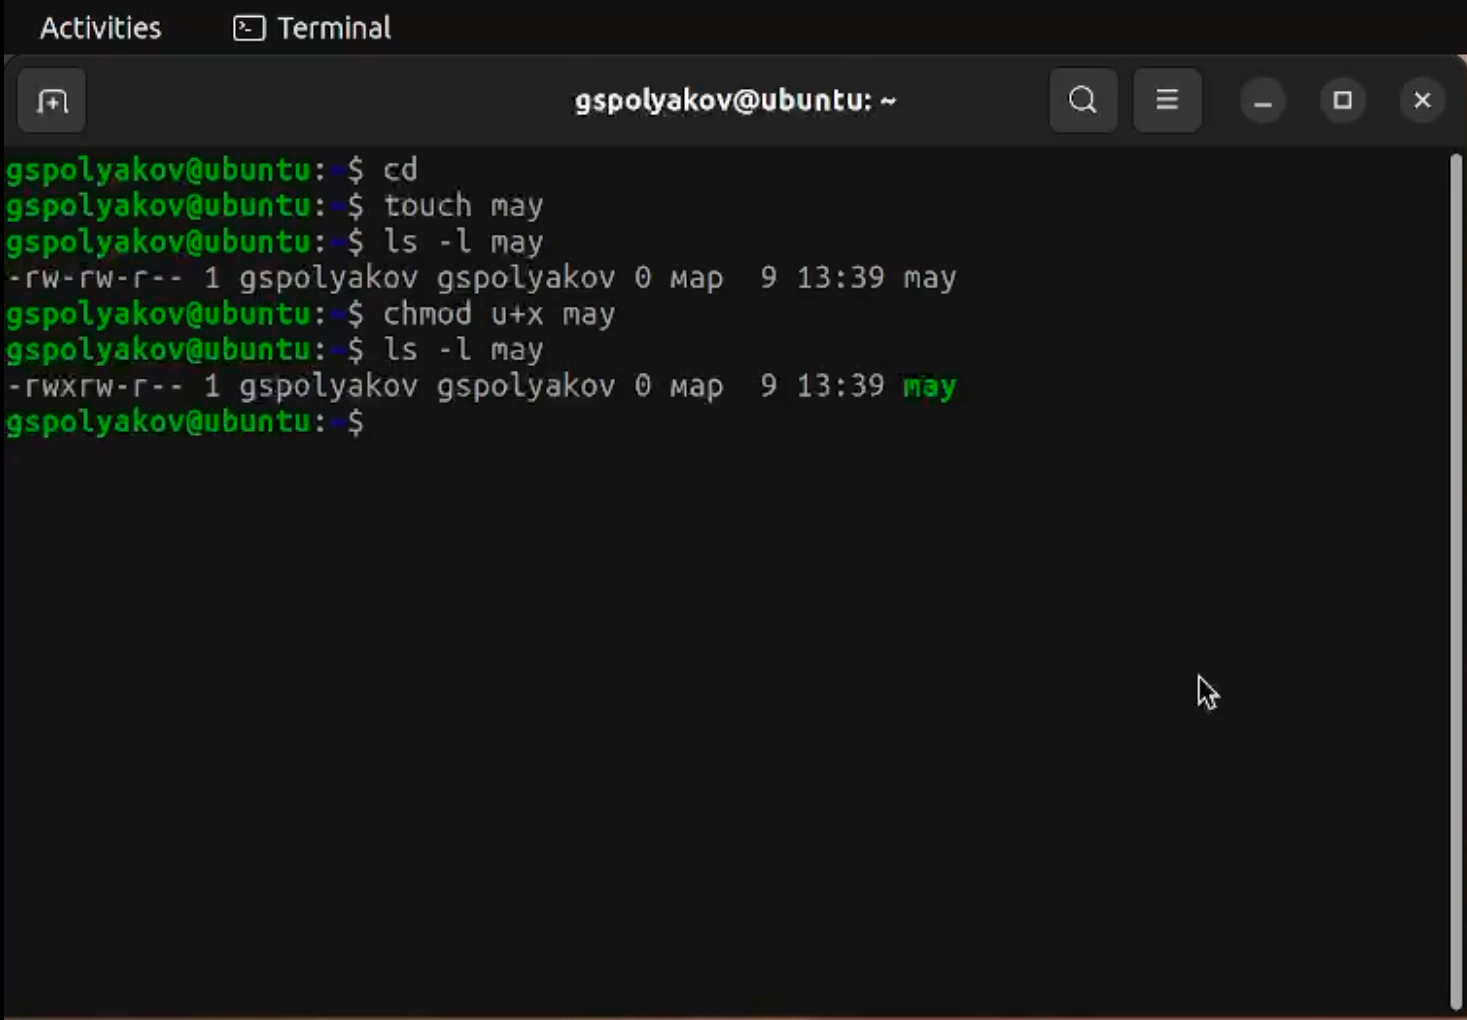 Activities Terminal
gspolyakov@ubuntu: ~
gspolyakov@ubuntu:~$ cd
gspolyakov@ubuntu:~$ touch may
gspolyakov@ubuntu:~$ ls -l may
-rw-rw-r-- 1 gspolyakov gspolyakov 0 мар  9 13:39 may
gspolyakov@ubuntu:~$ chmod u+x may
gspolyakov@ubuntu:~$ ls -l may
-rwxrw-r-- 1 gspolyakov gspolyakov 0 мар  9 13:39 may
gspolyakov@ubuntu:~$